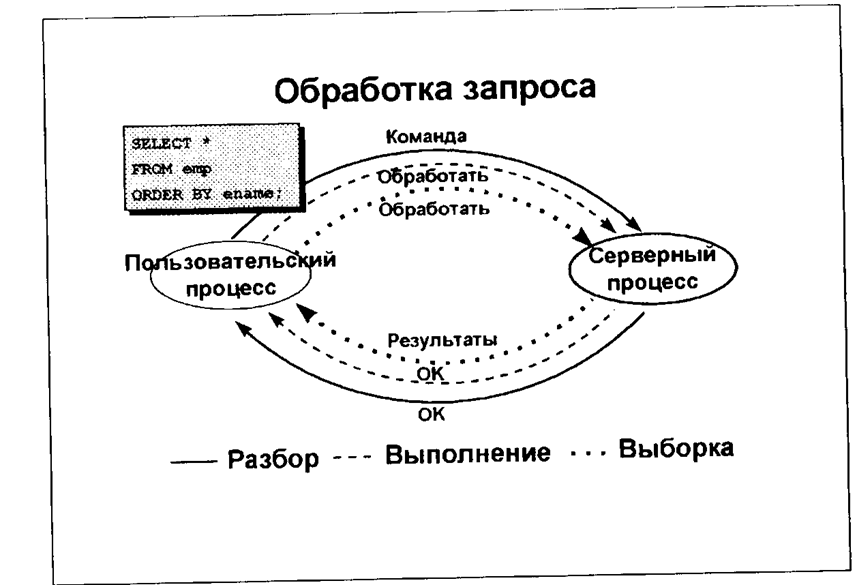 Обработка запроса
SELECT *
FROM emp
ORDER BY ename;
Команда
Обработать
Обработать
Пользовательский
процесс
Серверный
процесс
Результаты
OK
OK
Разбор --- Выполнение ... Выборка